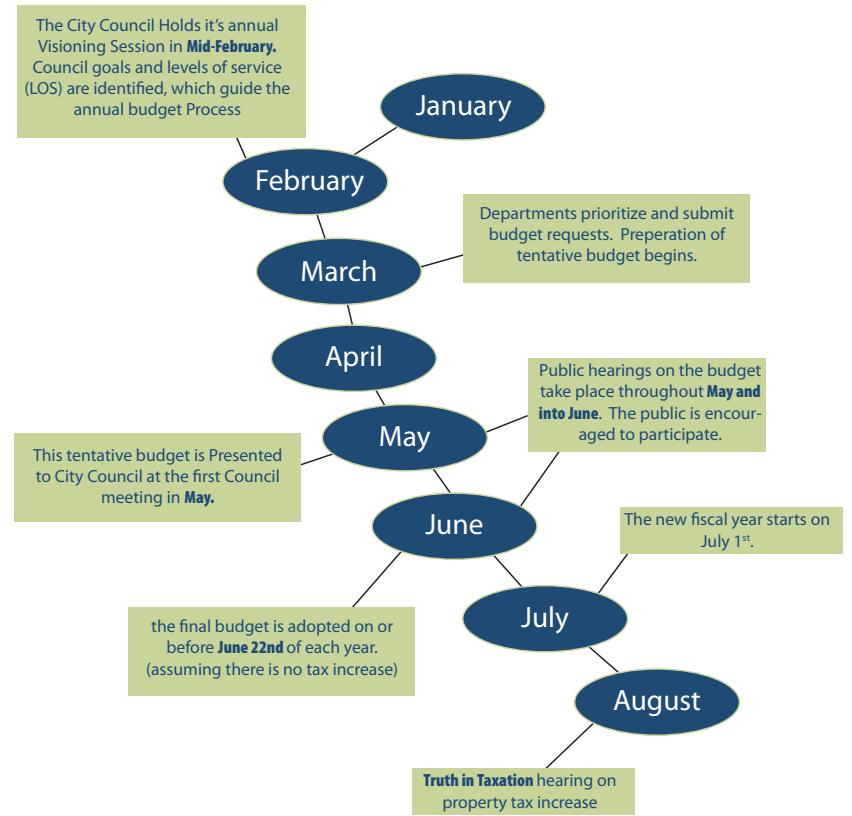 The City Council Holds it's annual
Visioning Session in Mid-February.
Council goals and levels of service
(LOS) are identified, which guide the
annual budget Process
January
February
Departments prioritize and submit
budget requests. Preperation of
tentative budget begins.
March
April
Public hearings on the budget
take place throughout May and
into June. The public is encour-
aged to participate.
May
This tentative budget is Presented
to City Council at the first Council
meeting in May.
June
The new fiscal year starts on
July 1st.
the final budget is adopted on or
before June 22nd of each year.
(assuming there is no tax increase)
July
August
Truth in Taxation hearing on
property tax increase